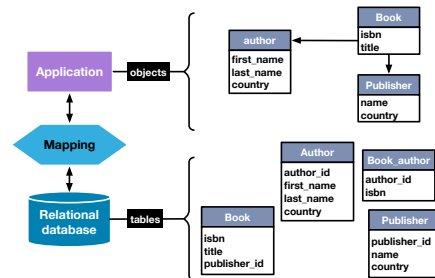 Application
objects
author
first_name
last_name
country
Book
isbn
title
Publisher
name
country
Mapping
Relational
database
tables
Book
isbn
title
publisher_id
Author
author_id
first_name
last_name
country
Book_author
author_id
isbn
Publisher
publisher_id
name
country